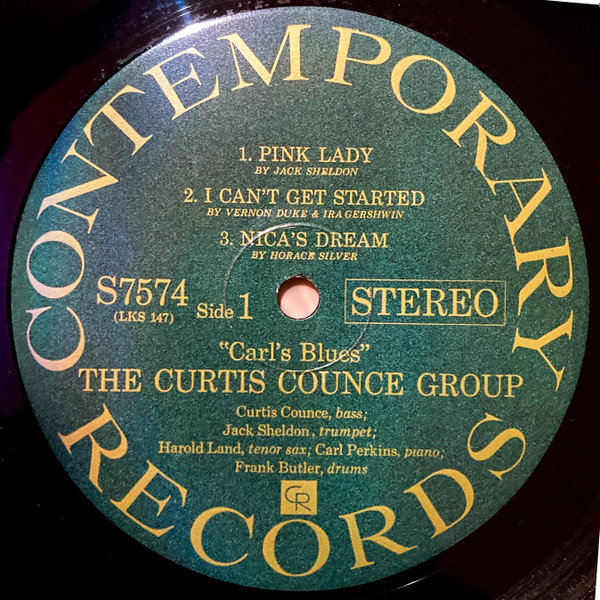 CONTEMPORARY
1. PINK LADY
BY JACK SHELDON
2. I CAN'T GET STARTED
BY VERNON DUKE & IRA GERSHWIN
3. NICA'S DREAM
BY HORACE SILVER
S7574
(LKS 147)
Side 1
STEREO
"Carl's Blues"
THE CURTIS COUNCE GROUP
Curtis Counce, bass;
Jack Sheldon, trumpet;
Harold Land, tenor sax; Carl Perkins, piano;
Frank Butler, drums
CR
RECORDS